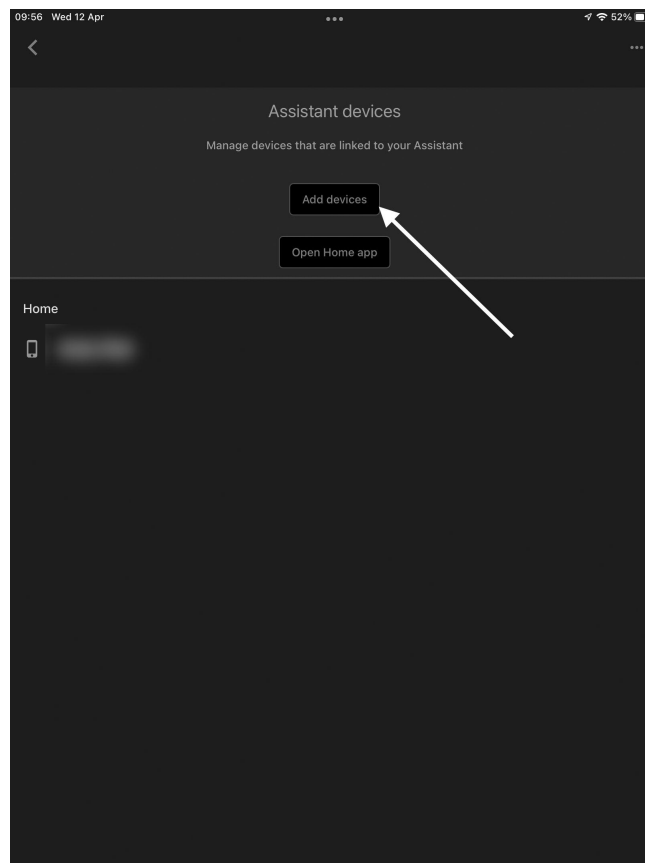 09:56 Wed 12 Apr
52%
Assistant devices
Manage devices that are linked to your Assistant
Add devices
Open Home app
Home